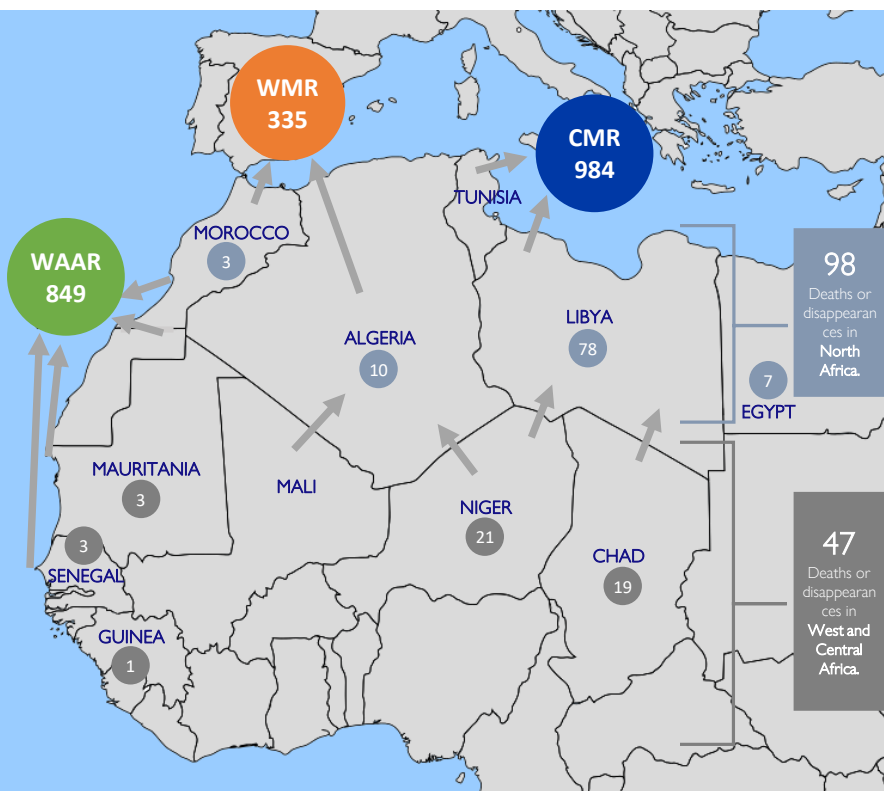 WMR
335
CMR
984
TUNISIA
MOROCCO
3
WAAR
849
98
Deaths or
disappearan
ces in
North
Africa.
LIBYA
78
ALGERIA
10
7
EGYPT
MAURITANIA
3
MALI
NIGER
21
3
SENEGAL
CHAD
19
47
Deaths or
disappearan
ces in
West and
Central
Africa.
GUINEA
1